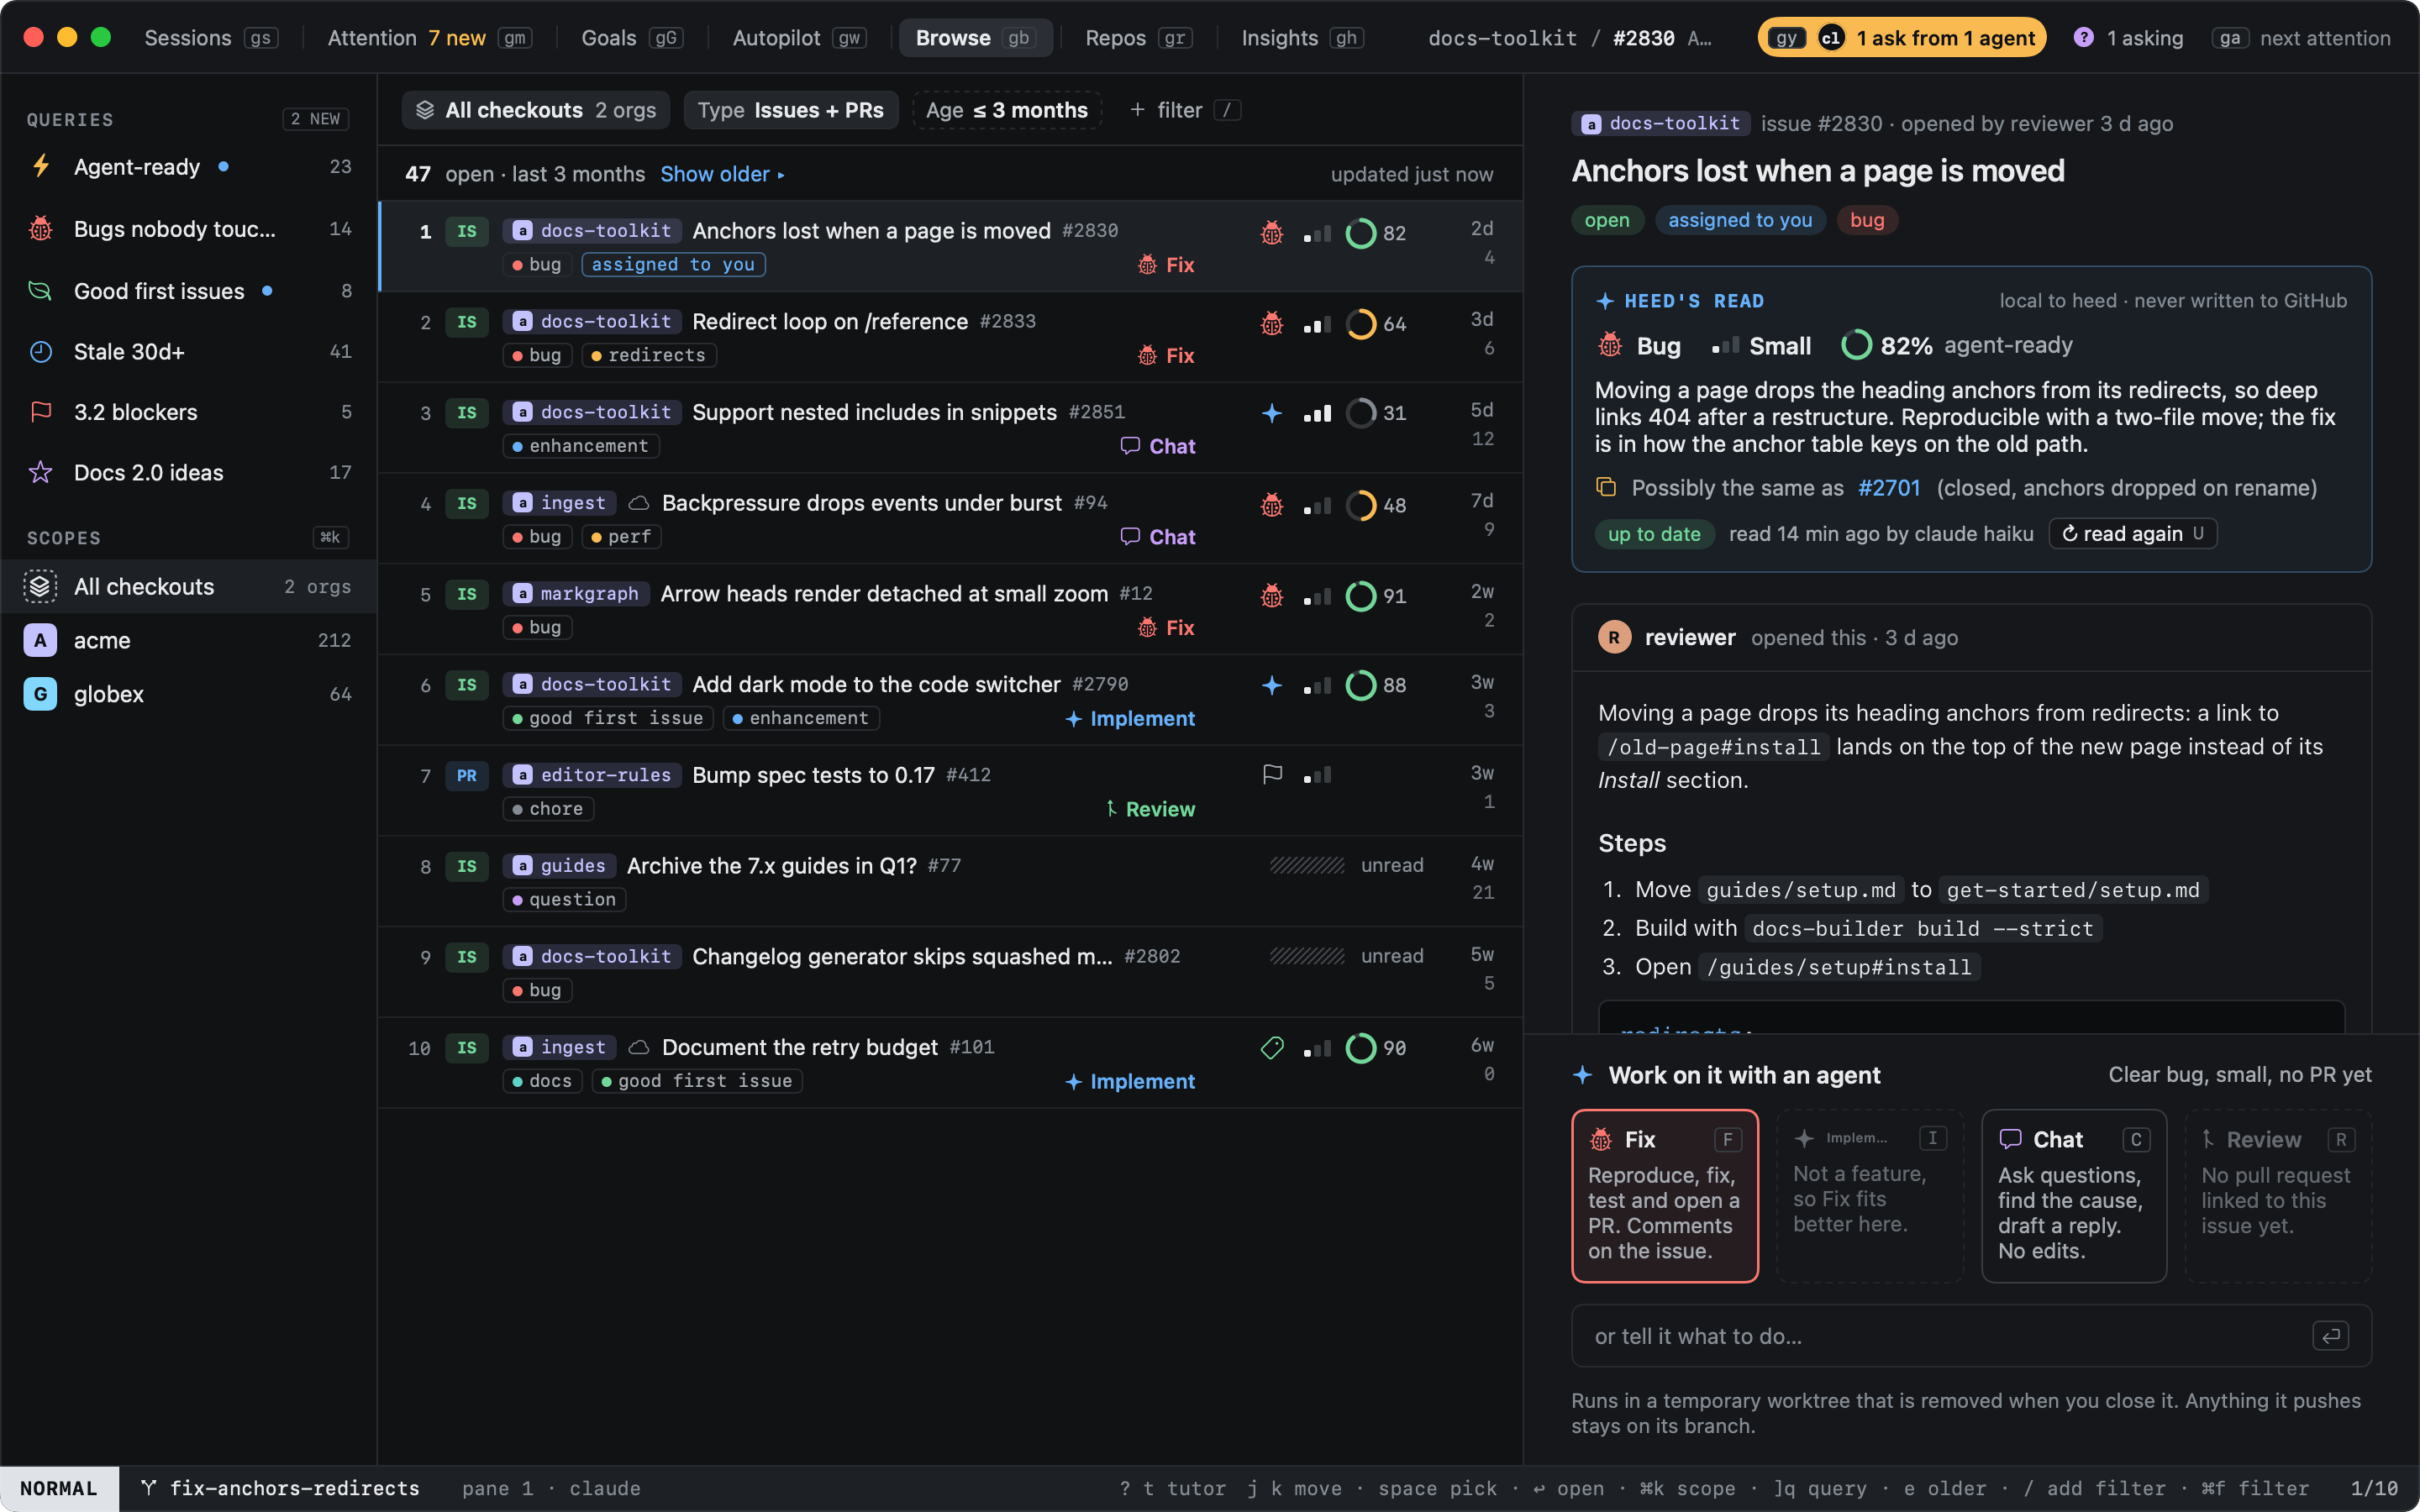 Sessions gs
Attention 7 new gm
Goals gG
Autopilot gw
Browse gb
Repos gr
Insights gh
docs-toolkit / #2830 A…
gy cl 1 ask from 1 agent
? 1 asking
ga next attention
QUERIES 2 NEW
Agent-ready 23
Bugs nobody touc… 14
Good first issues 8
Stale 30d+ 41
3.2 blockers 5
Docs 2.0 ideas 17
SCOPES ⌘k
All checkouts 2 orgs
A acme 212
G globex 64
All checkouts 2 orgs
Type Issues + PRs
Age ≤ 3 months
+ filter /
47 open · last 3 months Show older ▸ updated just now
1 IS a docs-toolkit Anchors lost when a page is moved #2830 82 2d
bug assigned to you Fix 4
2 IS a docs-toolkit Redirect loop on /reference #2833 64 3d
bug redirects Fix 6
3 IS a docs-toolkit Support nested includes in snippets #2851 31 5d
enhancement Chat 12
4 IS a ingest Backpressure drops events under burst #94 48 7d
bug perf Chat 9
5 IS a markgraph Arrow heads render detached at small zoom #12 91 2w
bug Fix 2
6 IS a docs-toolkit Add dark mode to the code switcher #2790 88 3w
good first issue enhancement Implement 3
7 PR a editor-rules Bump spec tests to 0.17 #412 3w
chore Review 1
8 IS a guides Archive the 7.x guides in Q1? #77 unread 4w
question 21
9 IS a docs-toolkit Changelog generator skips squashed m… #2802 unread 5w
bug 5
10 IS a ingest Document the retry budget #101 90 6w
docs good first issue Implement 0
a docs-toolkit issue #2830 · opened by reviewer 3 d ago
Anchors lost when a page is moved
open assigned to you bug
HEED'S READ local to heed · never written to GitHub
Bug Small 82% agent-ready
Moving a page drops the heading anchors from its redirects, so deep
links 404 after a restructure. Reproducible with a two-file move; the fix
is in how the anchor table keys on the old path.
Possibly the same as #2701 (closed, anchors dropped on rename)
up to date read 14 min ago by claude haiku read again U
R reviewer opened this · 3 d ago
Moving a page drops its heading anchors from redirects: a link to
/old-page#install lands on the top of the new page instead of its
Install section.
Steps
1. Move guides/setup.md to get-started/setup.md
2. Build with docs-builder build --strict
3. Open /guides/setup#install
redirects:
Work on it with an agent Clear bug, small, no PR yet
Fix F
Reproduce, fix,
test and open a
PR. Comments
on the issue.
Implem… I
Not a feature,
so Fix fits
better here.
Chat C
Ask questions,
find the cause,
draft a reply.
No edits.
Review R
No pull request
linked to this
issue yet.
or tell it what to do…
Runs in a temporary worktree that is removed when you close it. Anything it pushes
stays on its branch.
NORMAL fix-anchors-redirects pane 1 · claude ? t tutor j k move · space pick · ↩ open · ⌘k scope · ]q query · e older · / add filter · ⌘f filter 1/10